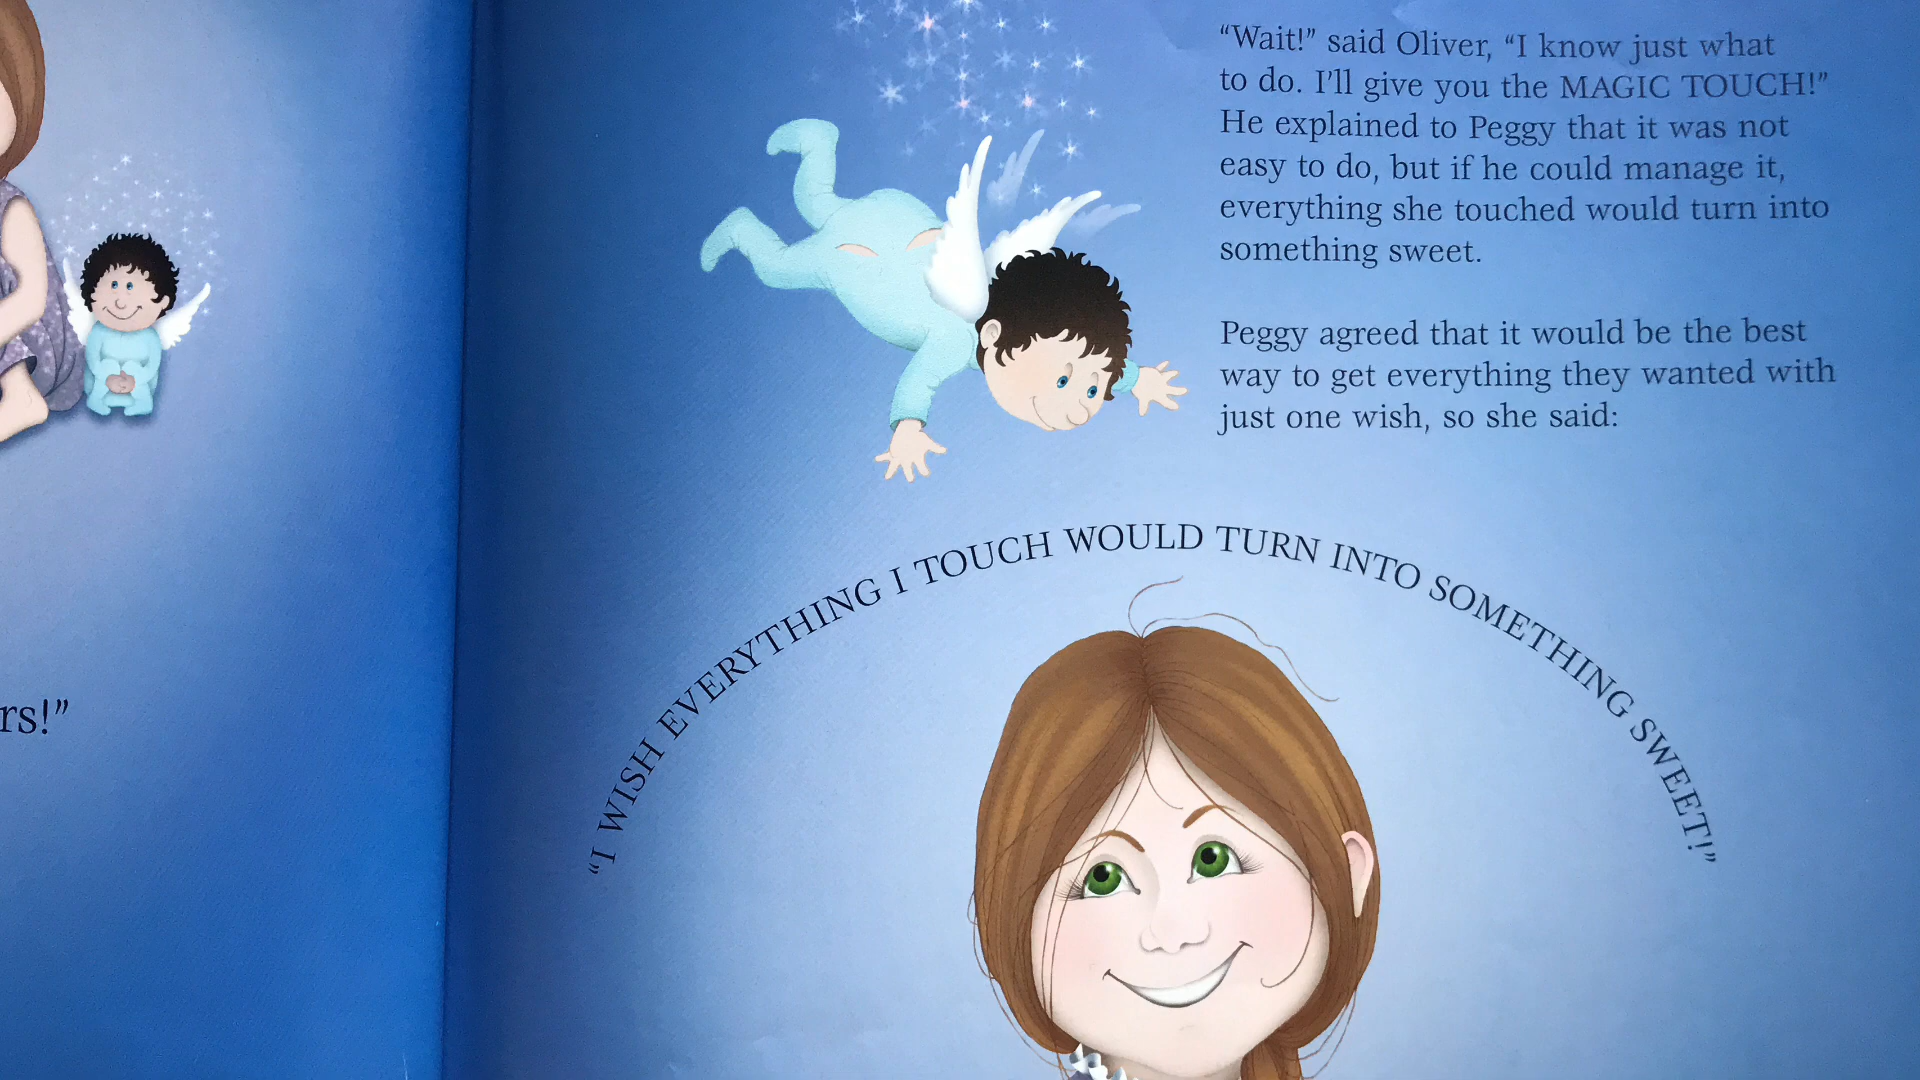 rs!”
“Wait!” said Oliver, “I know just what
to do. I’ll give you the MAGIC TOUCH!”
He explained to Peggy that it was not
easy to do, but if he could manage it,
everything she touched would turn into
something sweet.
Peggy agreed that it would be the best
way to get everything they wanted with
just one wish, so she said:
“I WISH EVERYTHING I TOUCH WOULD TURN INTO SOMETHING SWEET!”